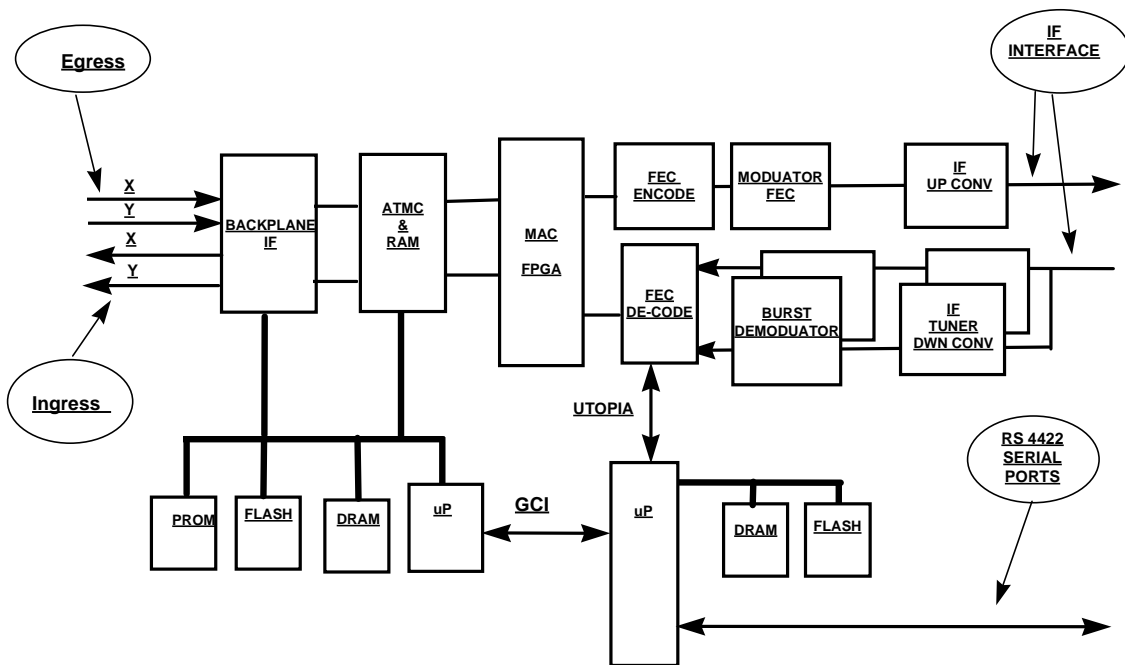 Egress
IF
INTERFACE
X
Y
X
Y
BACKPLANE
IF
ATMC
&
RAM
MAC
FPGA
FEC
ENCODE
MODUATOR
FEC
IF
UP CONV
FEC
DE-CODE
BURST
DEMODUATOR
IF
TUNER
DWN CONV
Ingress
UTOPIA
RS 4422
SERIAL
PORTS
PROM
FLASH
DRAM
uP
GCI
uP
DRAM
FLASH